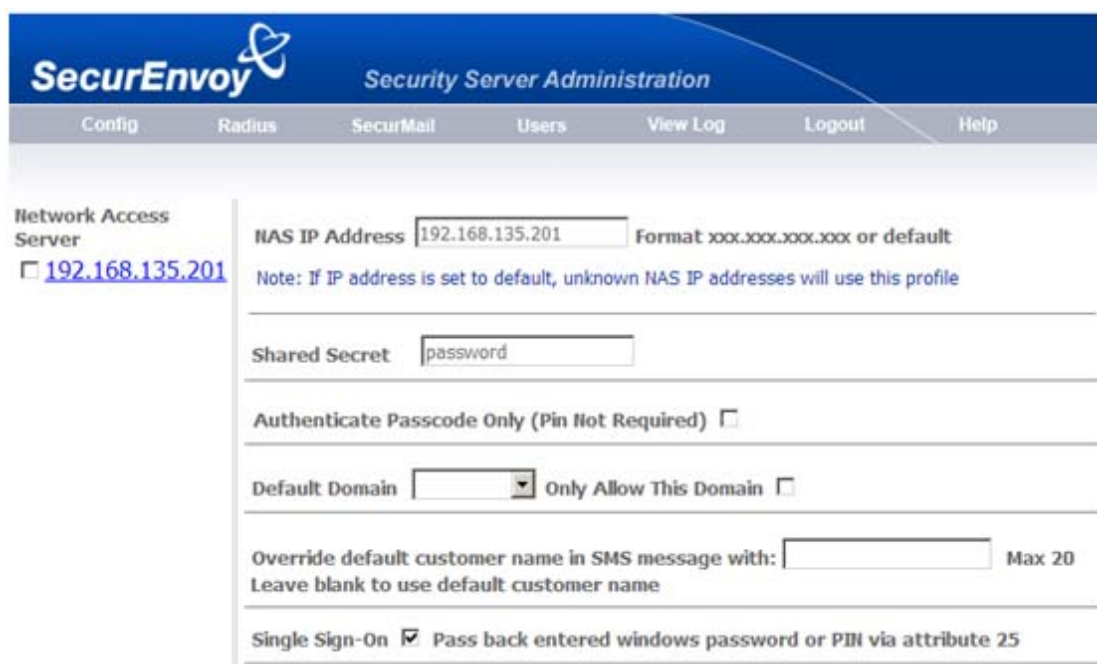 SecurEnvoy
Security Server Administration
Config Radius SecurMail Users View Log Logout Help
Network Access
Server
192.168.135.201
NAS IP Address 192.168.135.201 Format xxx.xxx.xxx.xxx or default
Note: If IP address is set to default, unknown NAS IP addresses will use this profile
Shared Secret password
Authenticate Passcode Only (Pin Not Required)
Default Domain Only Allow This Domain
Override default customer name in SMS message with: Max 20
Leave blank to use default customer name
Single Sign-On Pass back entered windows password or PIN via attribute 25